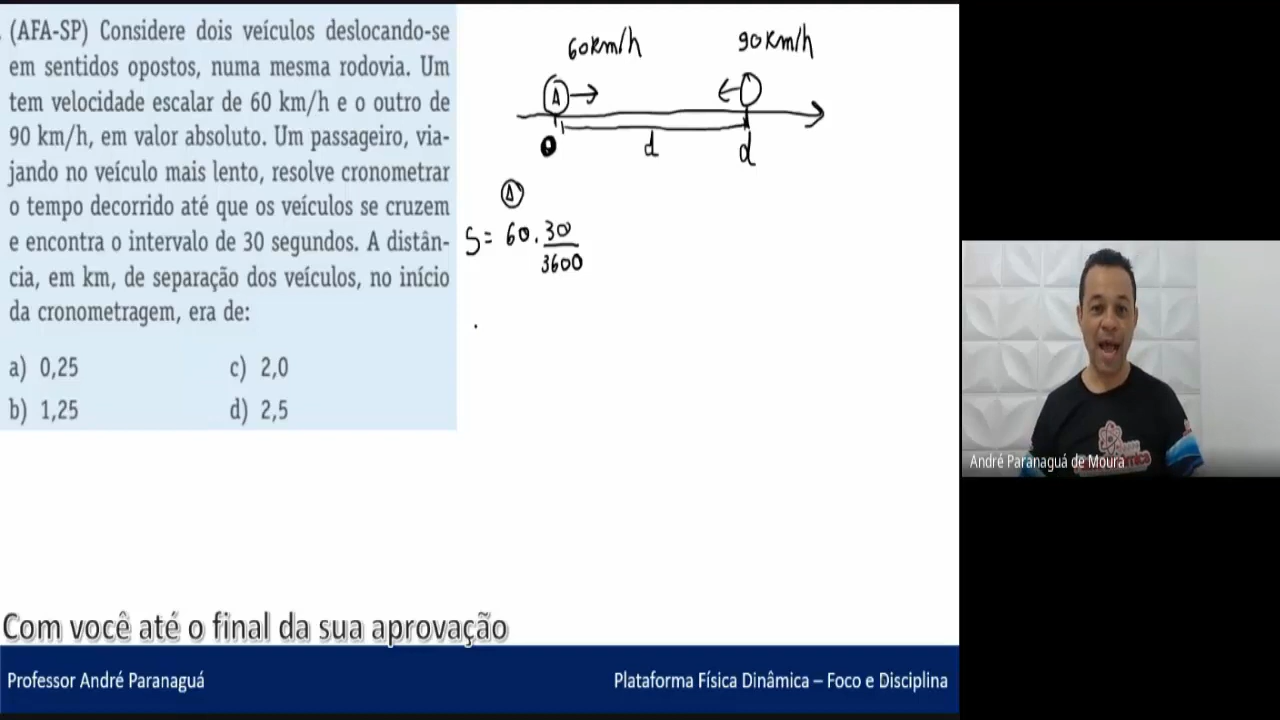 (AFA-SP) Considere dois veículos deslocando-se
em sentidos opostos, numa mesma rodovia. Um
tem velocidade escalar de 60 km/h e o outro de
90 km/h, em valor absoluto. Um passageiro, via-
jando no veículo mais lento, resolve cronometrar
o tempo decorrido até que os veículos se cruzem
e encontra o intervalo de 30 segundos. A distân-
cia, em km, de separação dos veículos, no início
da cronometragem, era de:
a) 0,25 c) 2,0
b) 1,25 d) 2,5
60km/h 90km/h
A
0 d d
A
S = 60 . 30
3600
André Paranaguá de Moura
Com você até o final da sua aprovação
Professor André Paranaguá Plataforma Física Dinâmica – Foco e Disciplina